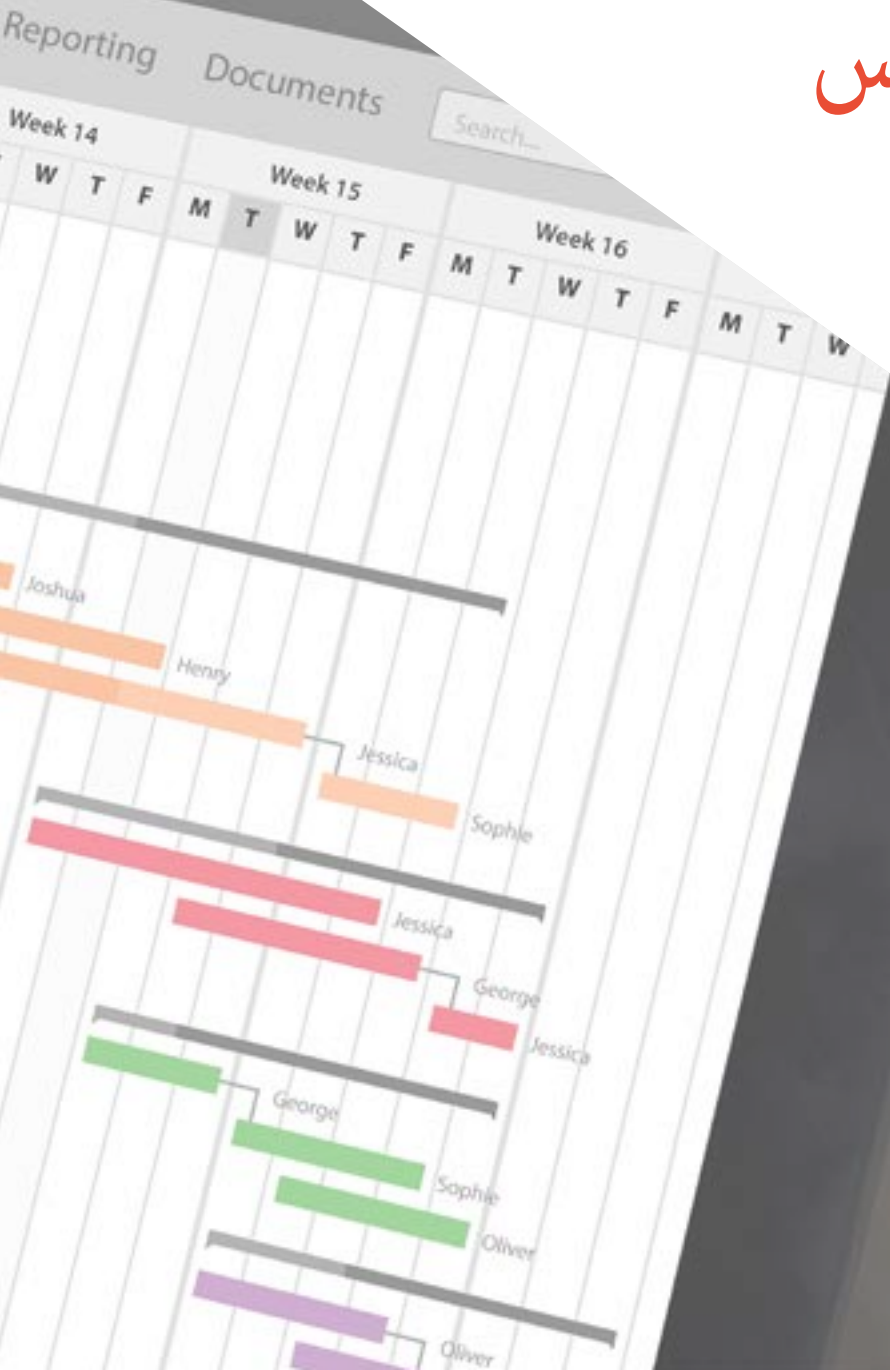 Reporting Documents
Search...
Week 14 Week 15 Week 16
W T F M T W T F M T W T F M T W
Joshua
Henry
Jessica
Sophie
Jessica
George
Jessica
George
Sophie
Oliver
Oliver